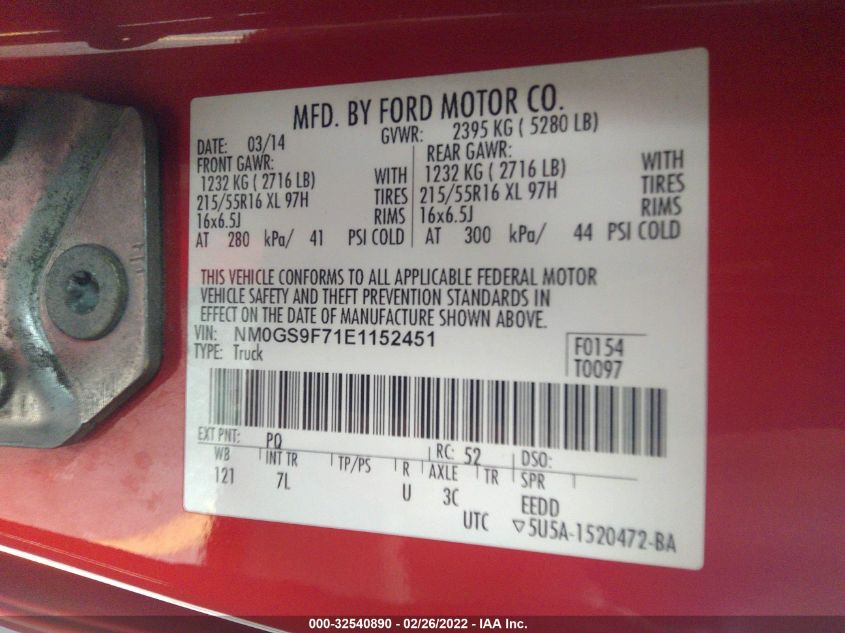 MFD. BY FORD MOTOR CO.
DATE: 03/14 GVWR: 2395 KG ( 5280 LB)
FRONT GAWR: REAR GAWR:
1232 KG ( 2716 LB) WITH 1232 KG ( 2716 LB) WITH
215/55R16 XL 97H TIRES 215/55R16 XL 97H TIRES
16x6.5J RIMS 16x6.5J RIMS
AT 280 kPa/ 41 PSI COLD AT 300 kPa/ 44 PSI COLD
THIS VEHICLE CONFORMS TO ALL APPLICABLE FEDERAL MOTOR
VEHICLE SAFETY AND THEFT PREVENTION STANDARDS IN
EFFECT ON THE DATE OF MANUFACTURE SHOWN ABOVE.
VIN: NM0GS9F71E1152451
TYPE: Truck
F0154
T0097
EXT PNT: PQ RC: 52 DSO:
WB INT TR TP/PS R AXLE TR SPR
121 7L U 3C EEDD
UTC ▽5U5A-1520472-BA
000-32540890 - 02/26/2022 - IAA Inc.